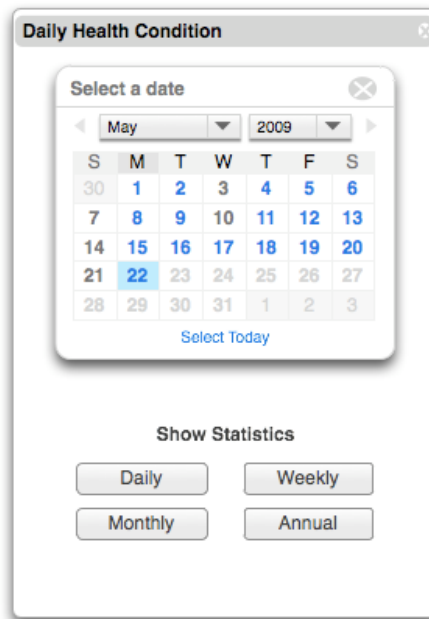 Daily Health Condition
Select a date
May 2009
S M T W T F S
30 1 2 3 4 5 6
7 8 9 10 11 12 13
14 15 16 17 18 19 20
21 22 23 24 25 26 27
28 29 30 31 1 2 3
Select Today
Show Statistics
Daily Weekly
Monthly Annual